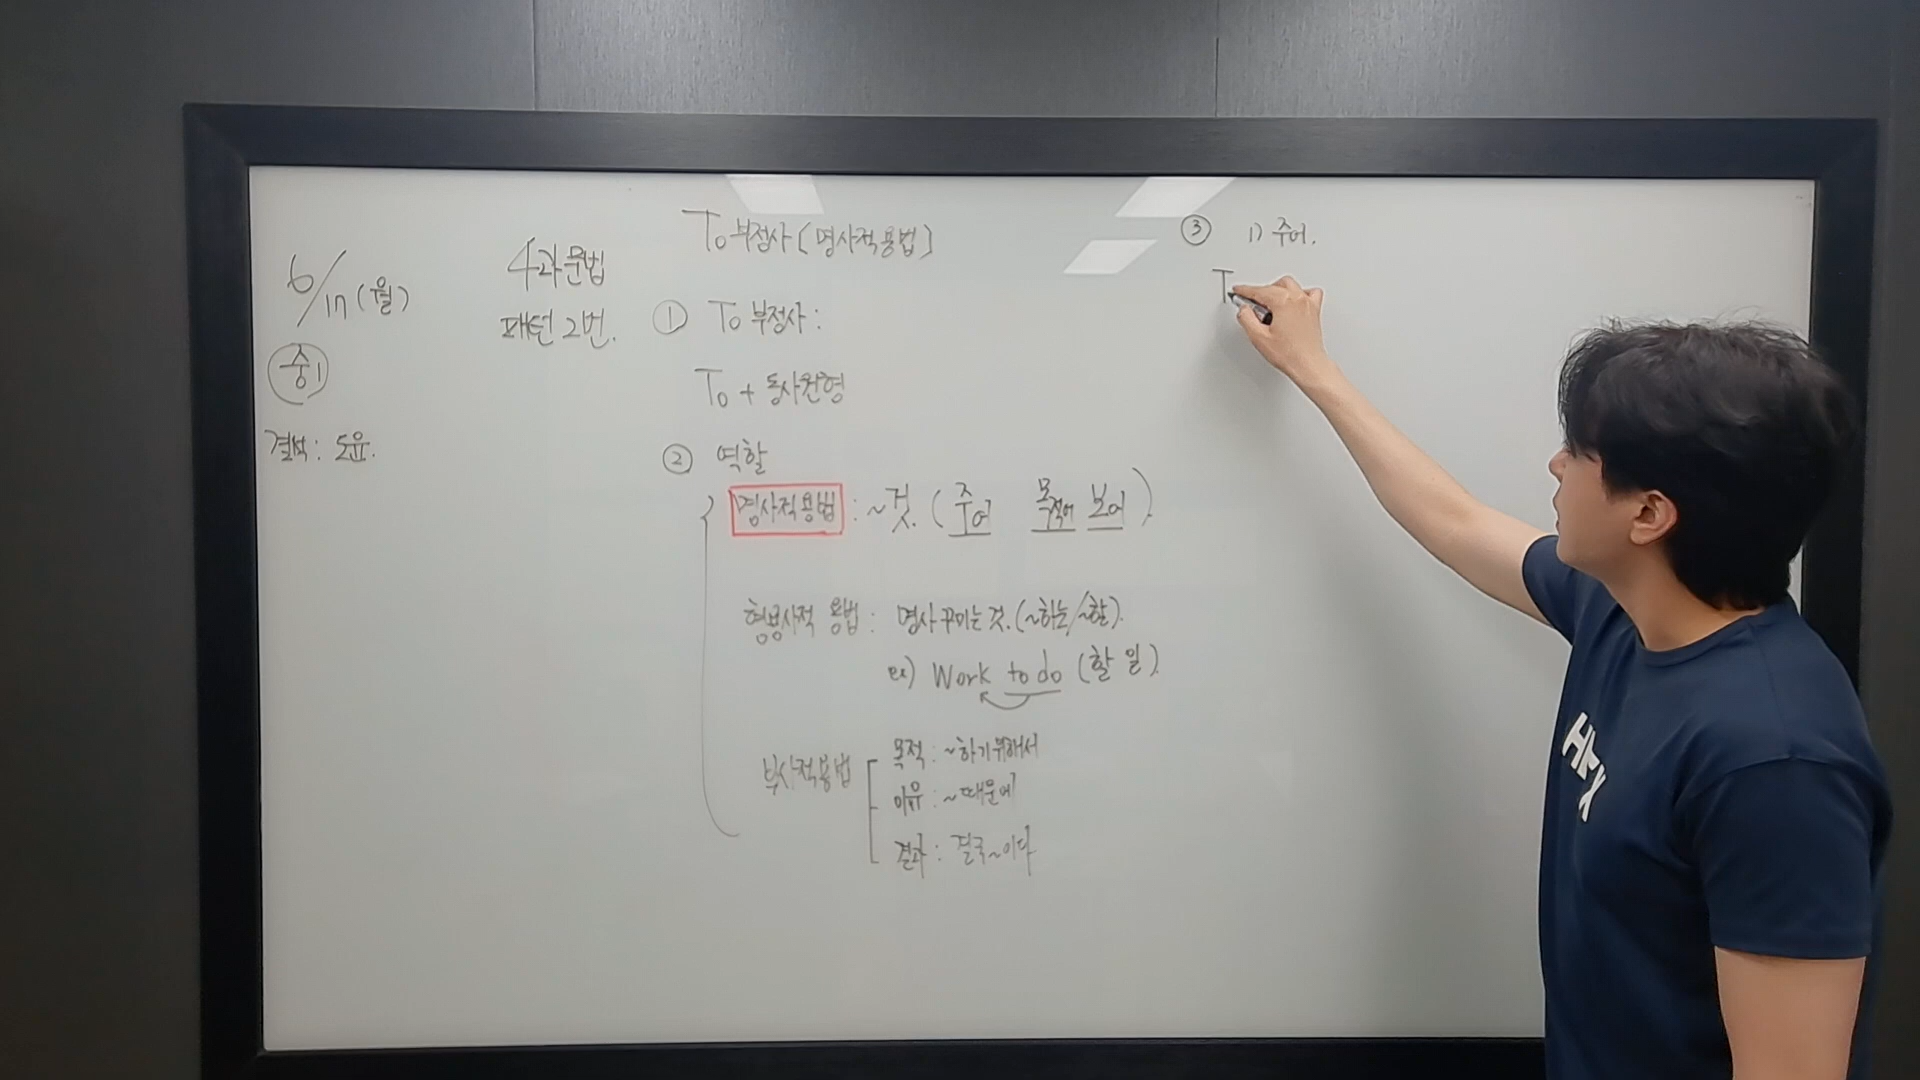 6/17 (월)
중1
결석: 도윤.
4과 문법
패턴 2번.
To 부정사 (명사적용법)
① To 부정사:
To + 동사원형
② 역할
명사적용법 : ~것. (주어 목적어 보어).
형용사적 용법 : 명사 꾸미는 것. (~하는/~할).
ex) Work to do (할 일).
부사적용법
목적 : ~하기위해서
이유 : ~때문에
결과 : 결국~이다
③ 1) 주어.
T